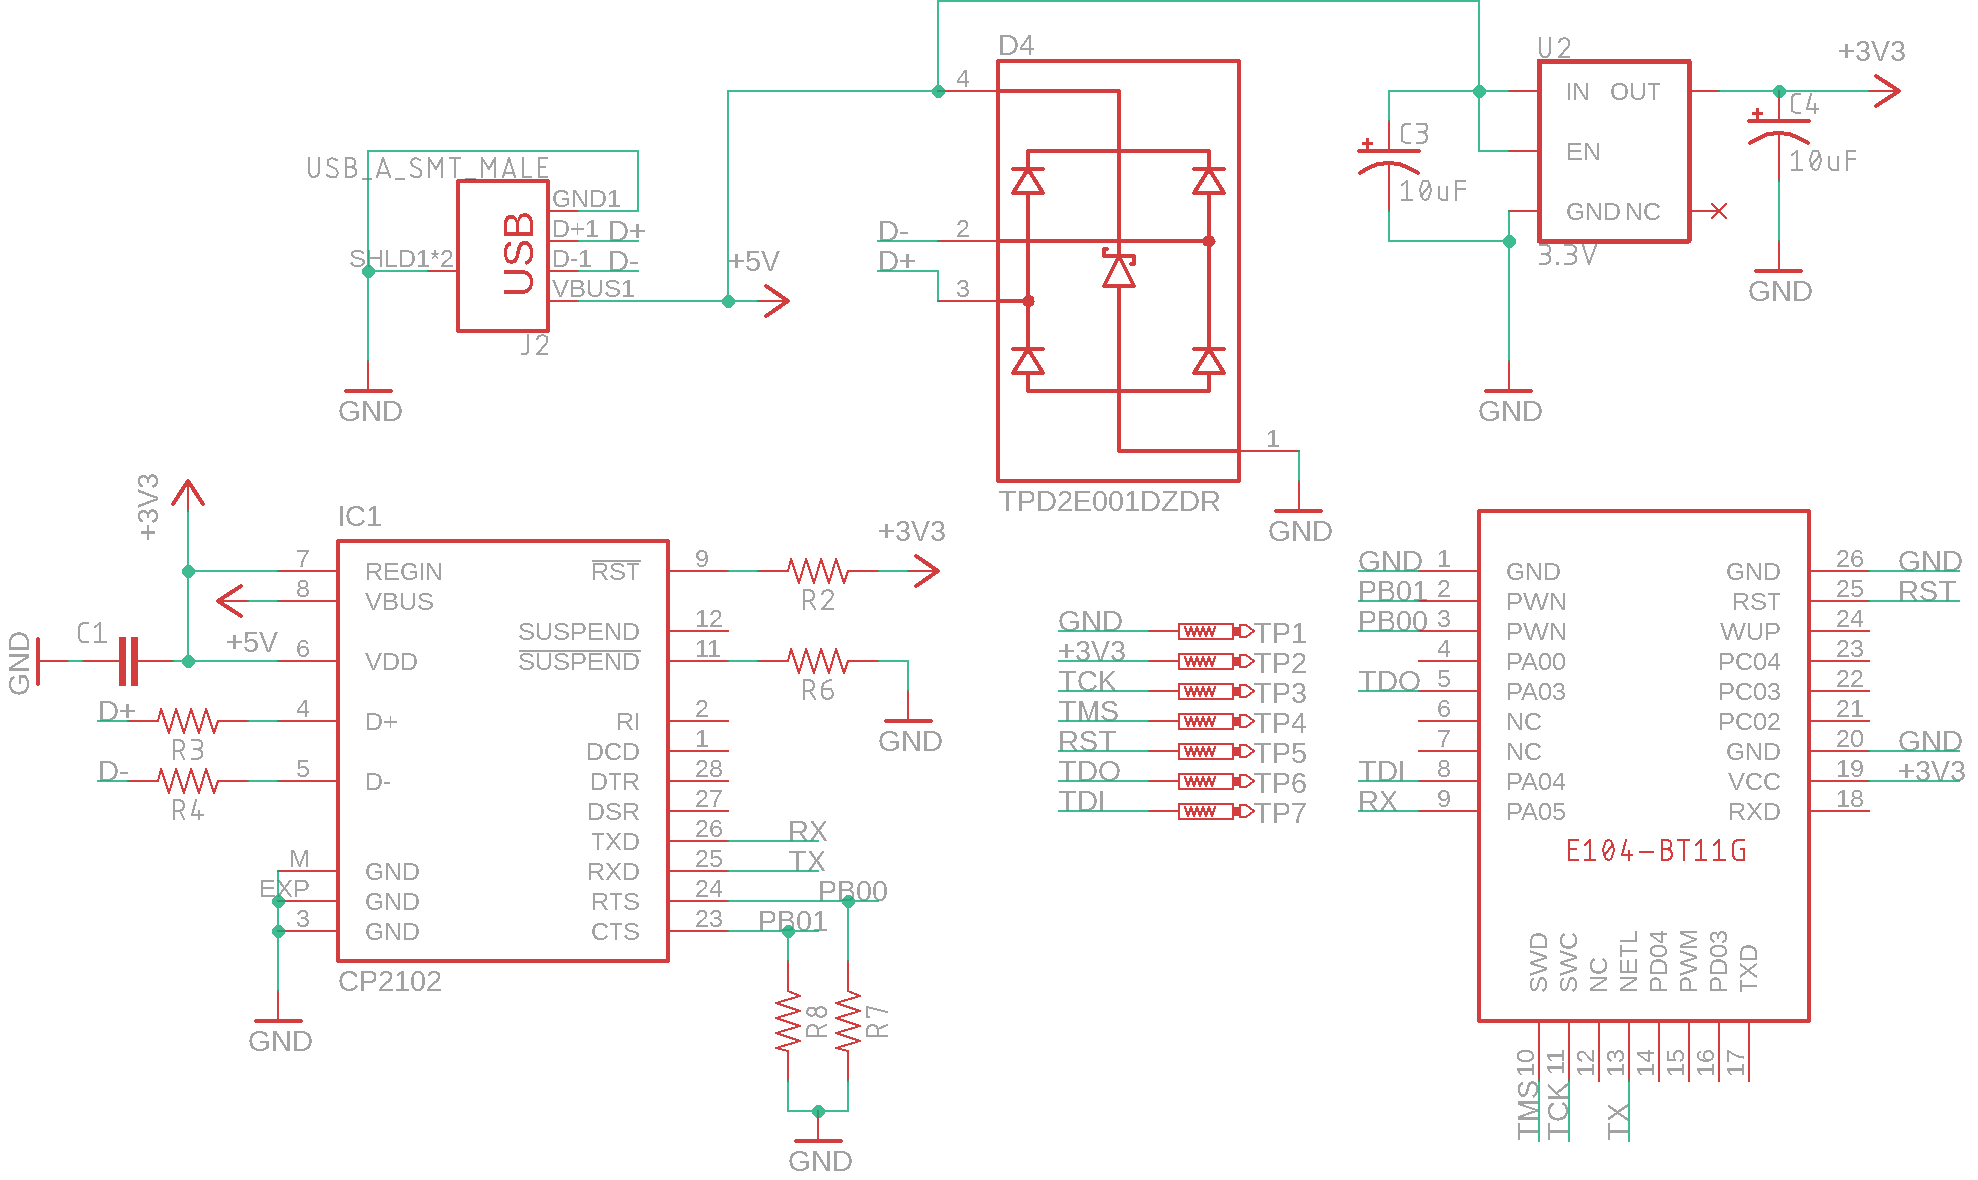 D4
4
2
3
1
D-
D+
TPD2E001DZDR
GND
U2
IN
OUT
EN
GND
NC
3.3V
+3V3
C3
10uF
C4
10uF
GND
GND
USB_A_SMT_MALE
USB
GND1
D+1
D+
D-1
D-
VBUS1
SHLD1*2
J2
+5V
GND
IC1
+3V3
7
REGIN
8
VBUS
+5V
6
VDD
C1
GND
D+
R3
4
D+
D-
R4
5
D-
M
GND
EXP
GND
3
GND
GND
CP2102
RST
9
R2
+3V3
SUSPEND
12
SUSPEND
11
R6
GND
RI
2
DCD
1
DTR
28
DSR
27
TXD
26
RX
RXD
25
TX
RTS
24
PB00
CTS
23
PB01
R8
R7
GND
GND
TP1
+3V3
TP2
TCK
TP3
TMS
TP4
RST
TP5
TDO
TP6
TDI
TP7
GND
1
GND
PB01
2
PWN
PB00
3
PWN
4
PA00
TDO
5
PA03
6
NC
7
NC
TDI
8
PA04
RX
9
PA05
GND
26
GND
RST
25
RST
WUP
24
PC04
23
PC03
22
PC02
21
GND
20
GND
VCC
19
+3V3
RXD
18
E104-BT11G
SWD
SWC
NC
NETL
PD04
PWM
PD03
TXD
10
11
12
13
14
15
16
17
TMS
TCK
TX